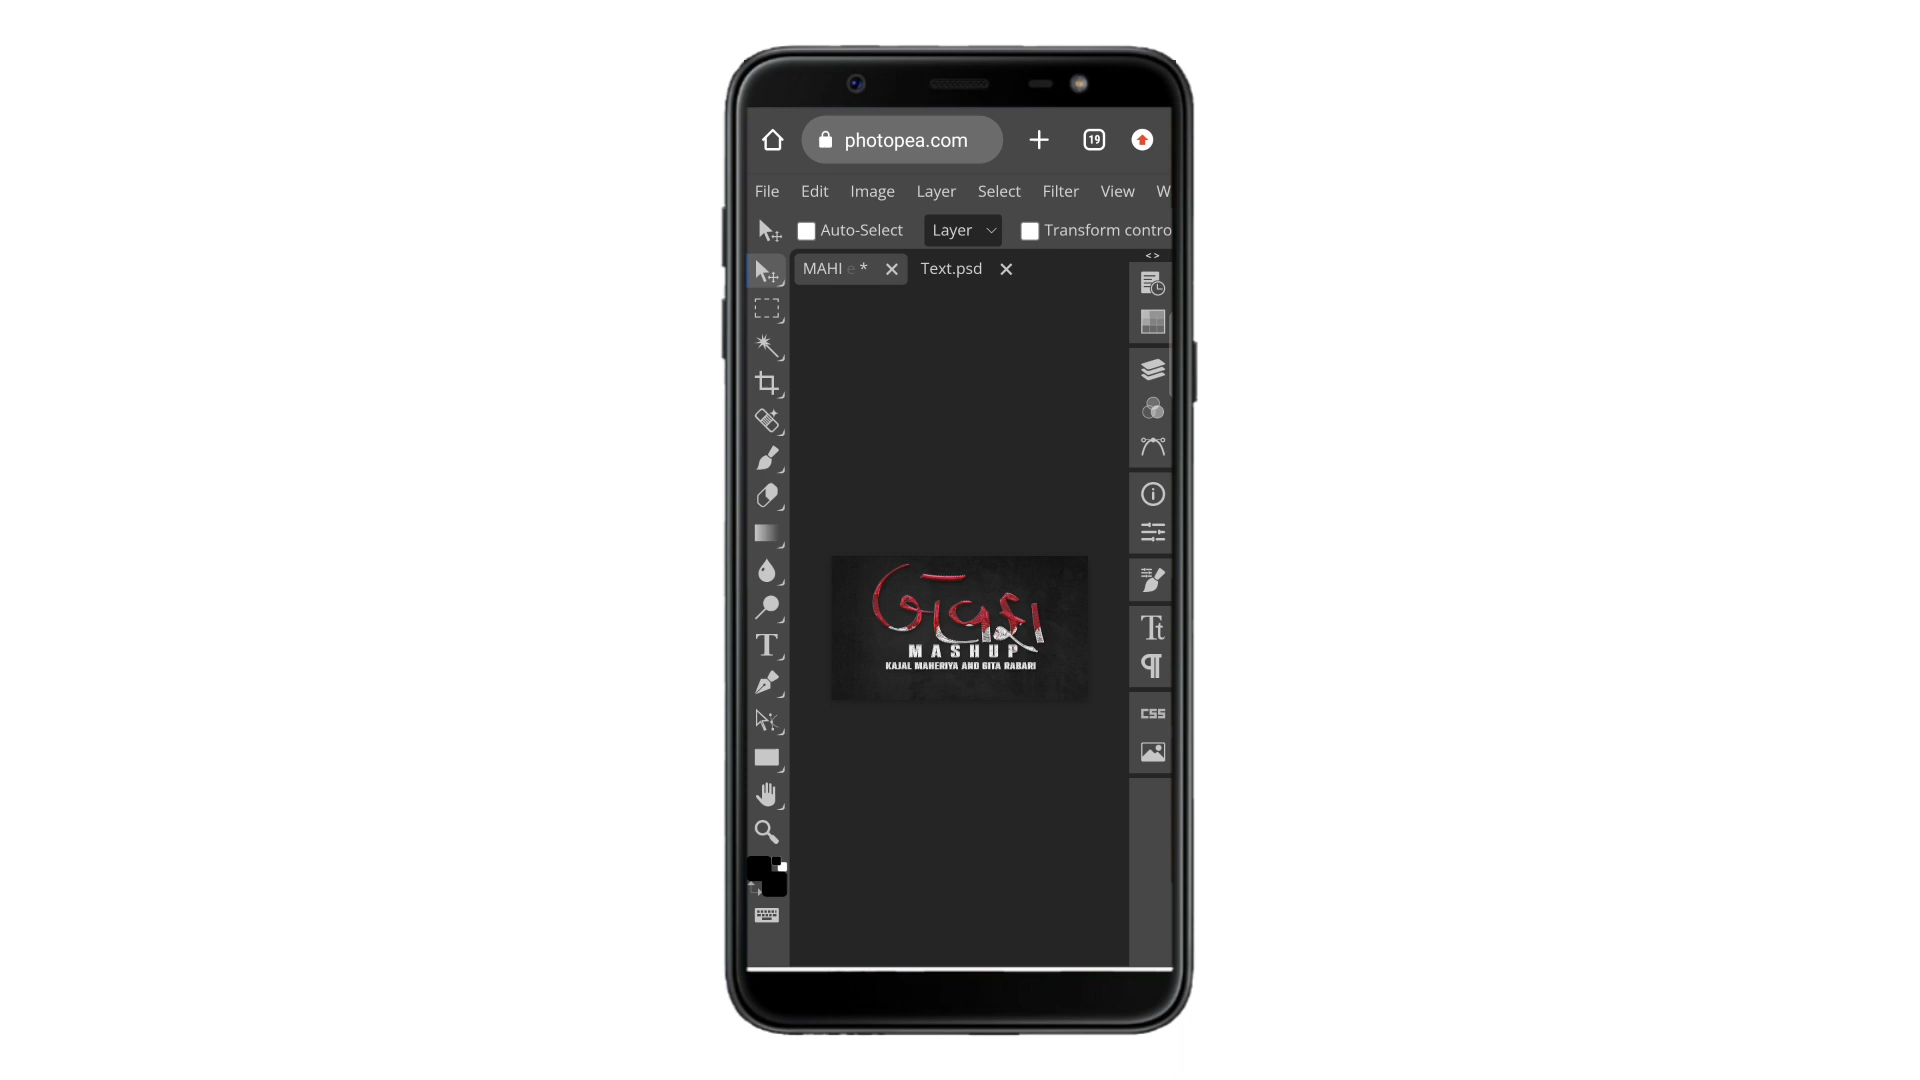 photopea.com
19
File Edit Image Layer Select Filter View W
Auto-Select Layer Transform contro
MAHI e * Text.psd
< >
MASHUP
KAJAL MAHERIYA AND GITA RABARI
CSS